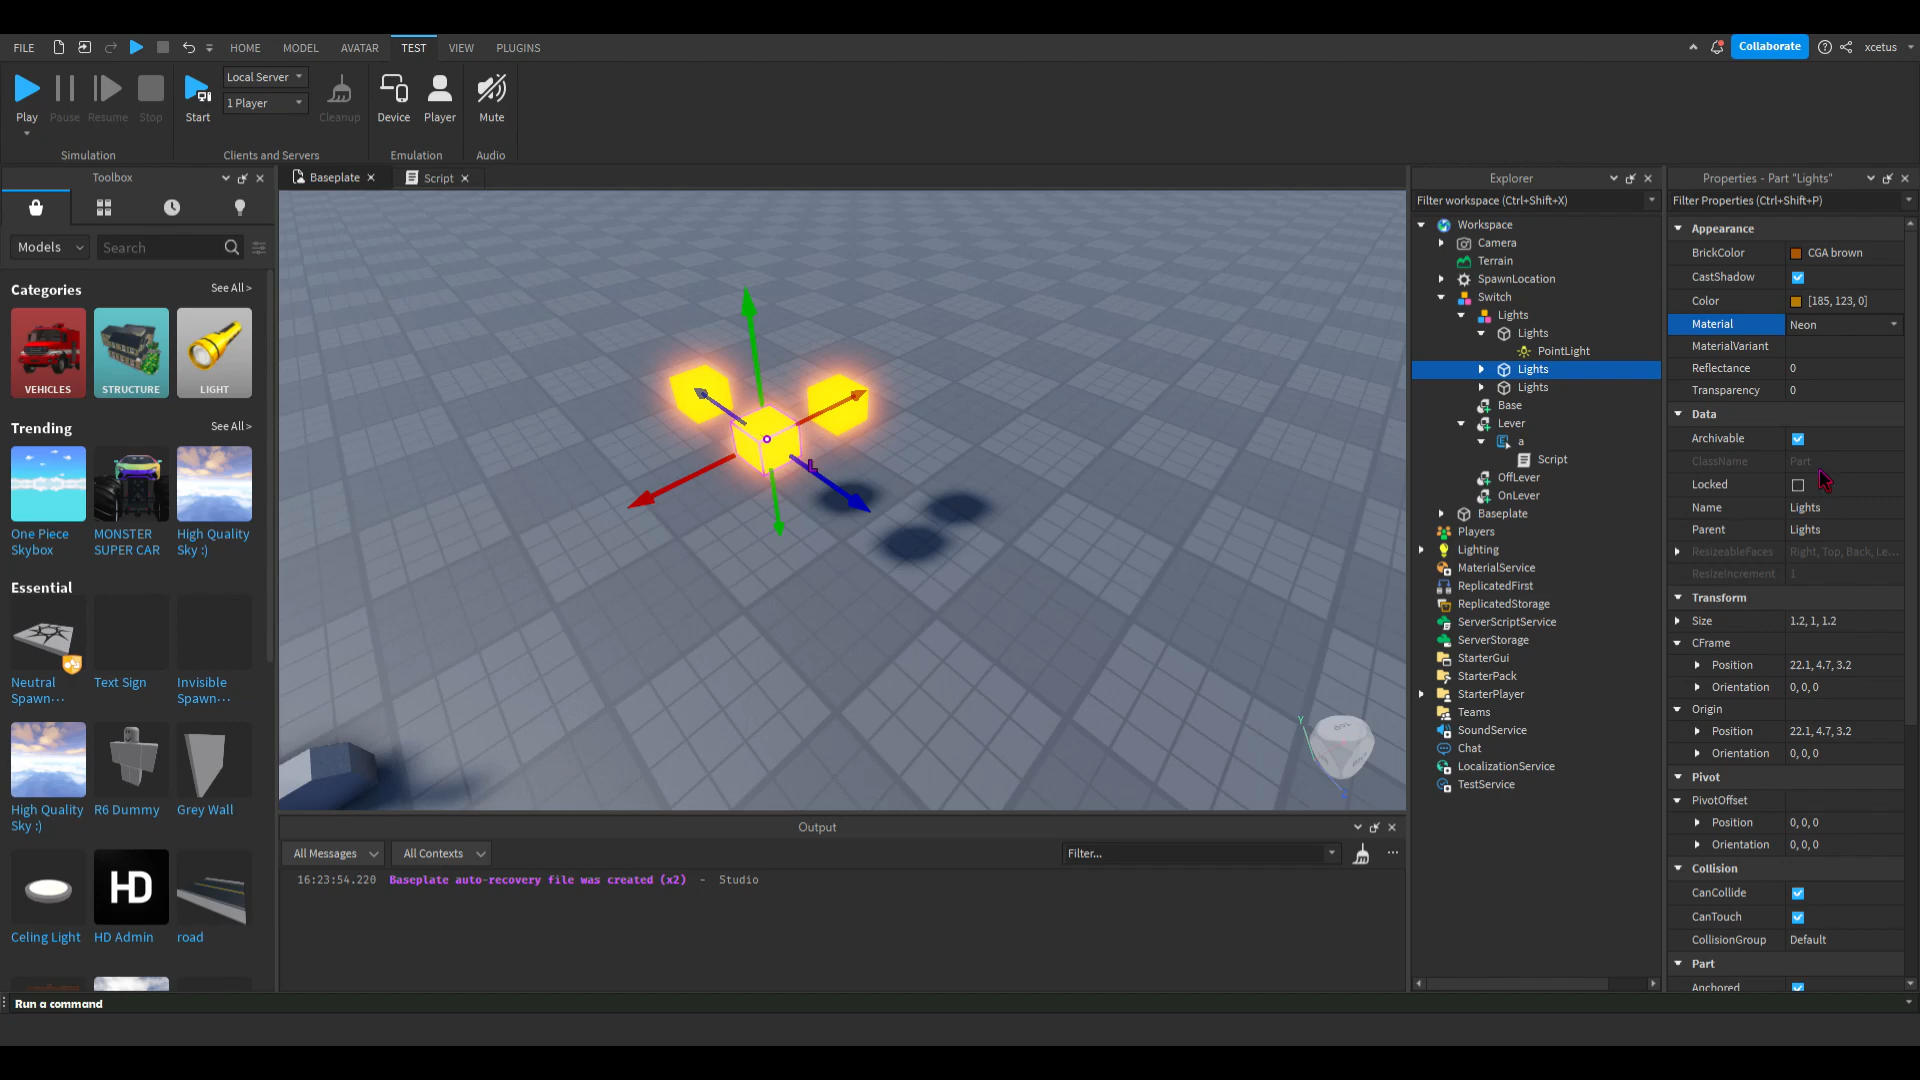 FILE HOME MODEL AVATAR TEST VIEW PLUGINS Collaborate xcetus
Local Server
1 Player
Play Pause Resume Stop Start Cleanup Device Player Mute
Simulation Clients and Servers Emulation Audio
Toolbox
Models Search
Categories See All >
VEHICLES STRUCTURE LIGHT
Trending See All >
One Piece Skybox
MONSTER SUPER CAR
High Quality Sky :)
Essential
Neutral Spawn...
Text Sign
Invisible Spawn...
High Quality Sky :)
R6 Dummy
Grey Wall
HD
Celing Light
HD Admin
road
Baseplate Script
L
Y
Output
All Messages All Contexts Filter...
16:23:54.220 Baseplate auto-recovery file was created (x2) - Studio
Explorer
Filter workspace (Ctrl+Shift+X)
Workspace
Camera
Terrain
SpawnLocation
Switch
Lights
Lights
PointLight
Lights
Lights
Base
Lever
a
Script
OffLever
OnLever
Baseplate
Players
Lighting
MaterialService
ReplicatedFirst
ReplicatedStorage
ServerScriptService
ServerStorage
StarterGui
StarterPack
StarterPlayer
Teams
SoundService
Chat
LocalizationService
TestService
Properties - Part "Lights"
Filter Properties (Ctrl+Shift+P)
Appearance
BrickColor CGA brown
CastShadow
Color [185, 123, 0]
Material Neon
MaterialVariant
Reflectance 0
Transparency 0
Data
Archivable
ClassName Part
Locked
Name Lights
Parent Lights
ResizeableFaces Right, Top, Back, Le...
ResizeIncrement 1
Transform
Size 1.2, 1, 1.2
CFrame
Position 22.1, 4.7, 3.2
Orientation 0, 0, 0
Origin
Position 22.1, 4.7, 3.2
Orientation 0, 0, 0
Pivot
PivotOffset
Position 0, 0, 0
Orientation 0, 0, 0
Collision
CanCollide
CanTouch
CollisionGroup Default
Part
Anchored
Run a command